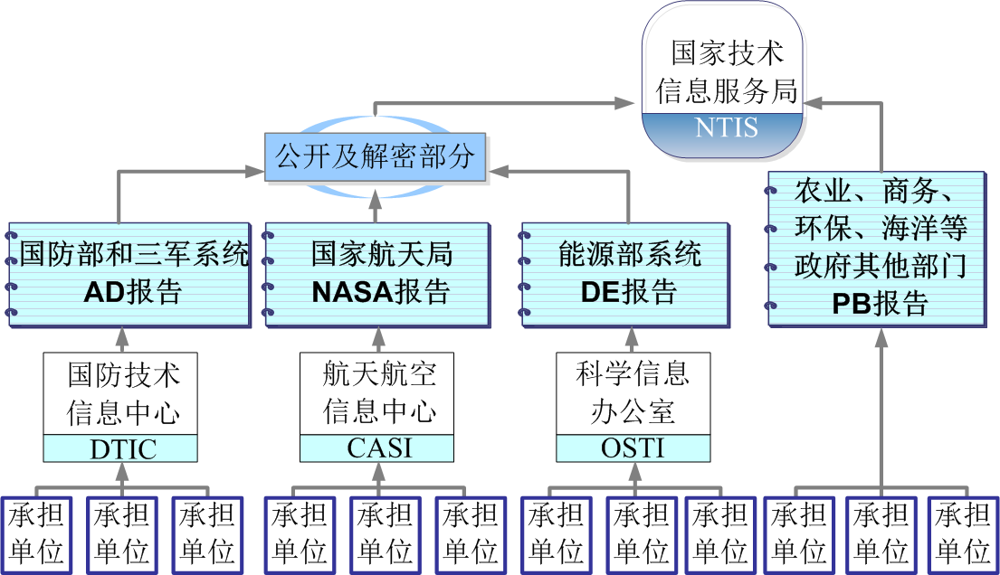 国家技术
信息服务局
NTIS
公开及解密部分
农业、商务、
环保、海洋等
政府其他部门
PB报告
国防部和三军系统
AD报告
国家航天局
NASA报告
能源部系统
DE报告
国防技术
信息中心
DTIC
航天航空
信息中心
CASI
科学信息
办公室
OSTI
承担
单位
承担
单位
承担
单位
承担
单位
承担
单位
承担
单位
承担
单位
承担
单位
承担
单位
承担
单位
承担
单位
承担
单位